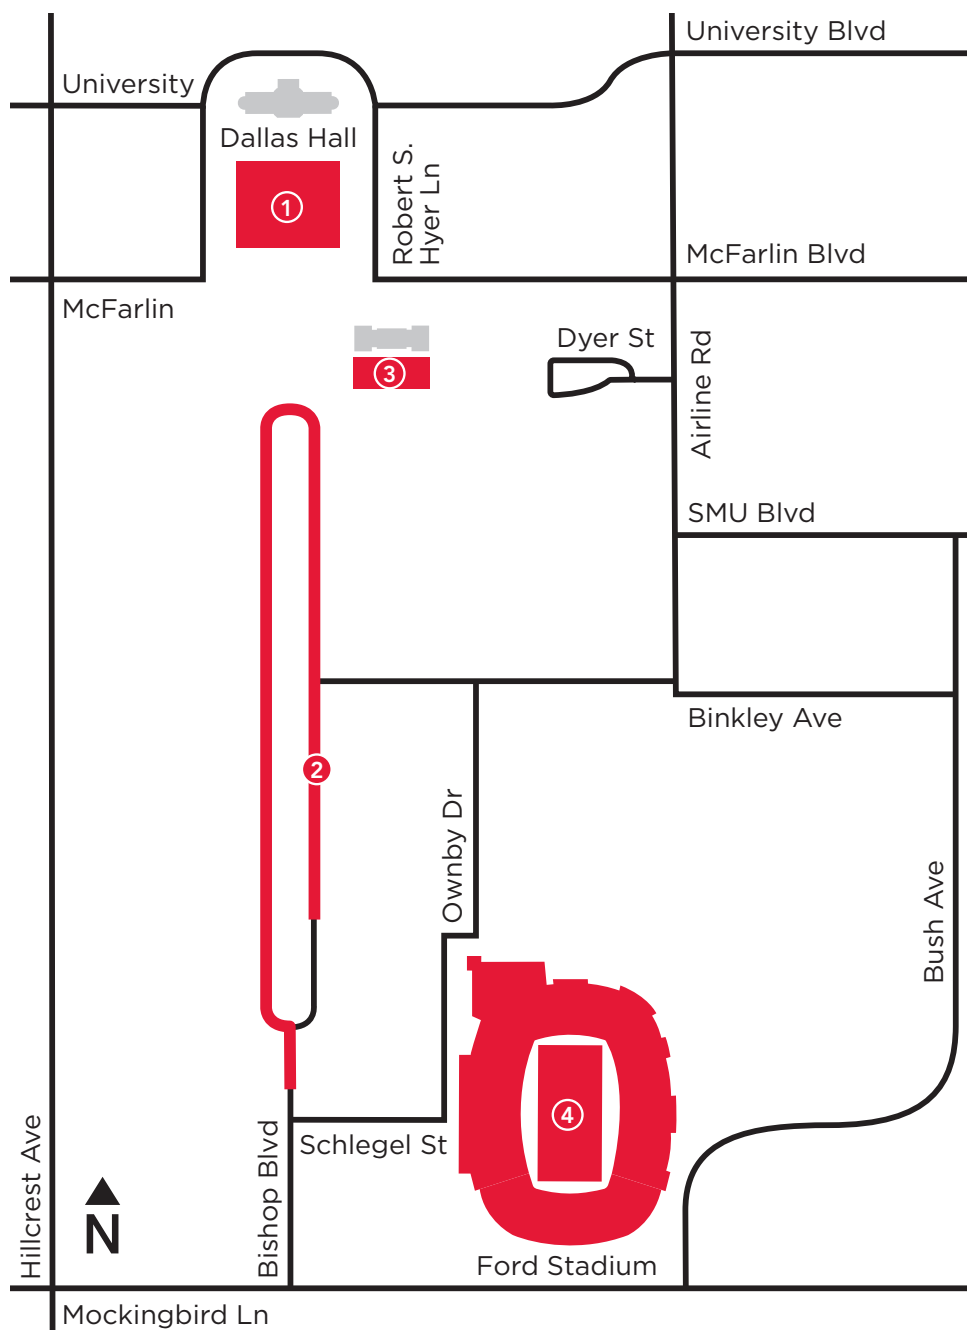 University Blvd
University
Dallas Hall
Robert S.
Hyer Ln
1
McFarlin Blvd
McFarlin
Dyer St
3
Airline Rd
SMU Blvd
Binkley Ave
2
Ownby Dr
Bush Ave
4
Schlegel St
Hillcrest Ave
N
Bishop Blvd
Ford Stadium
Mockingbird Ln